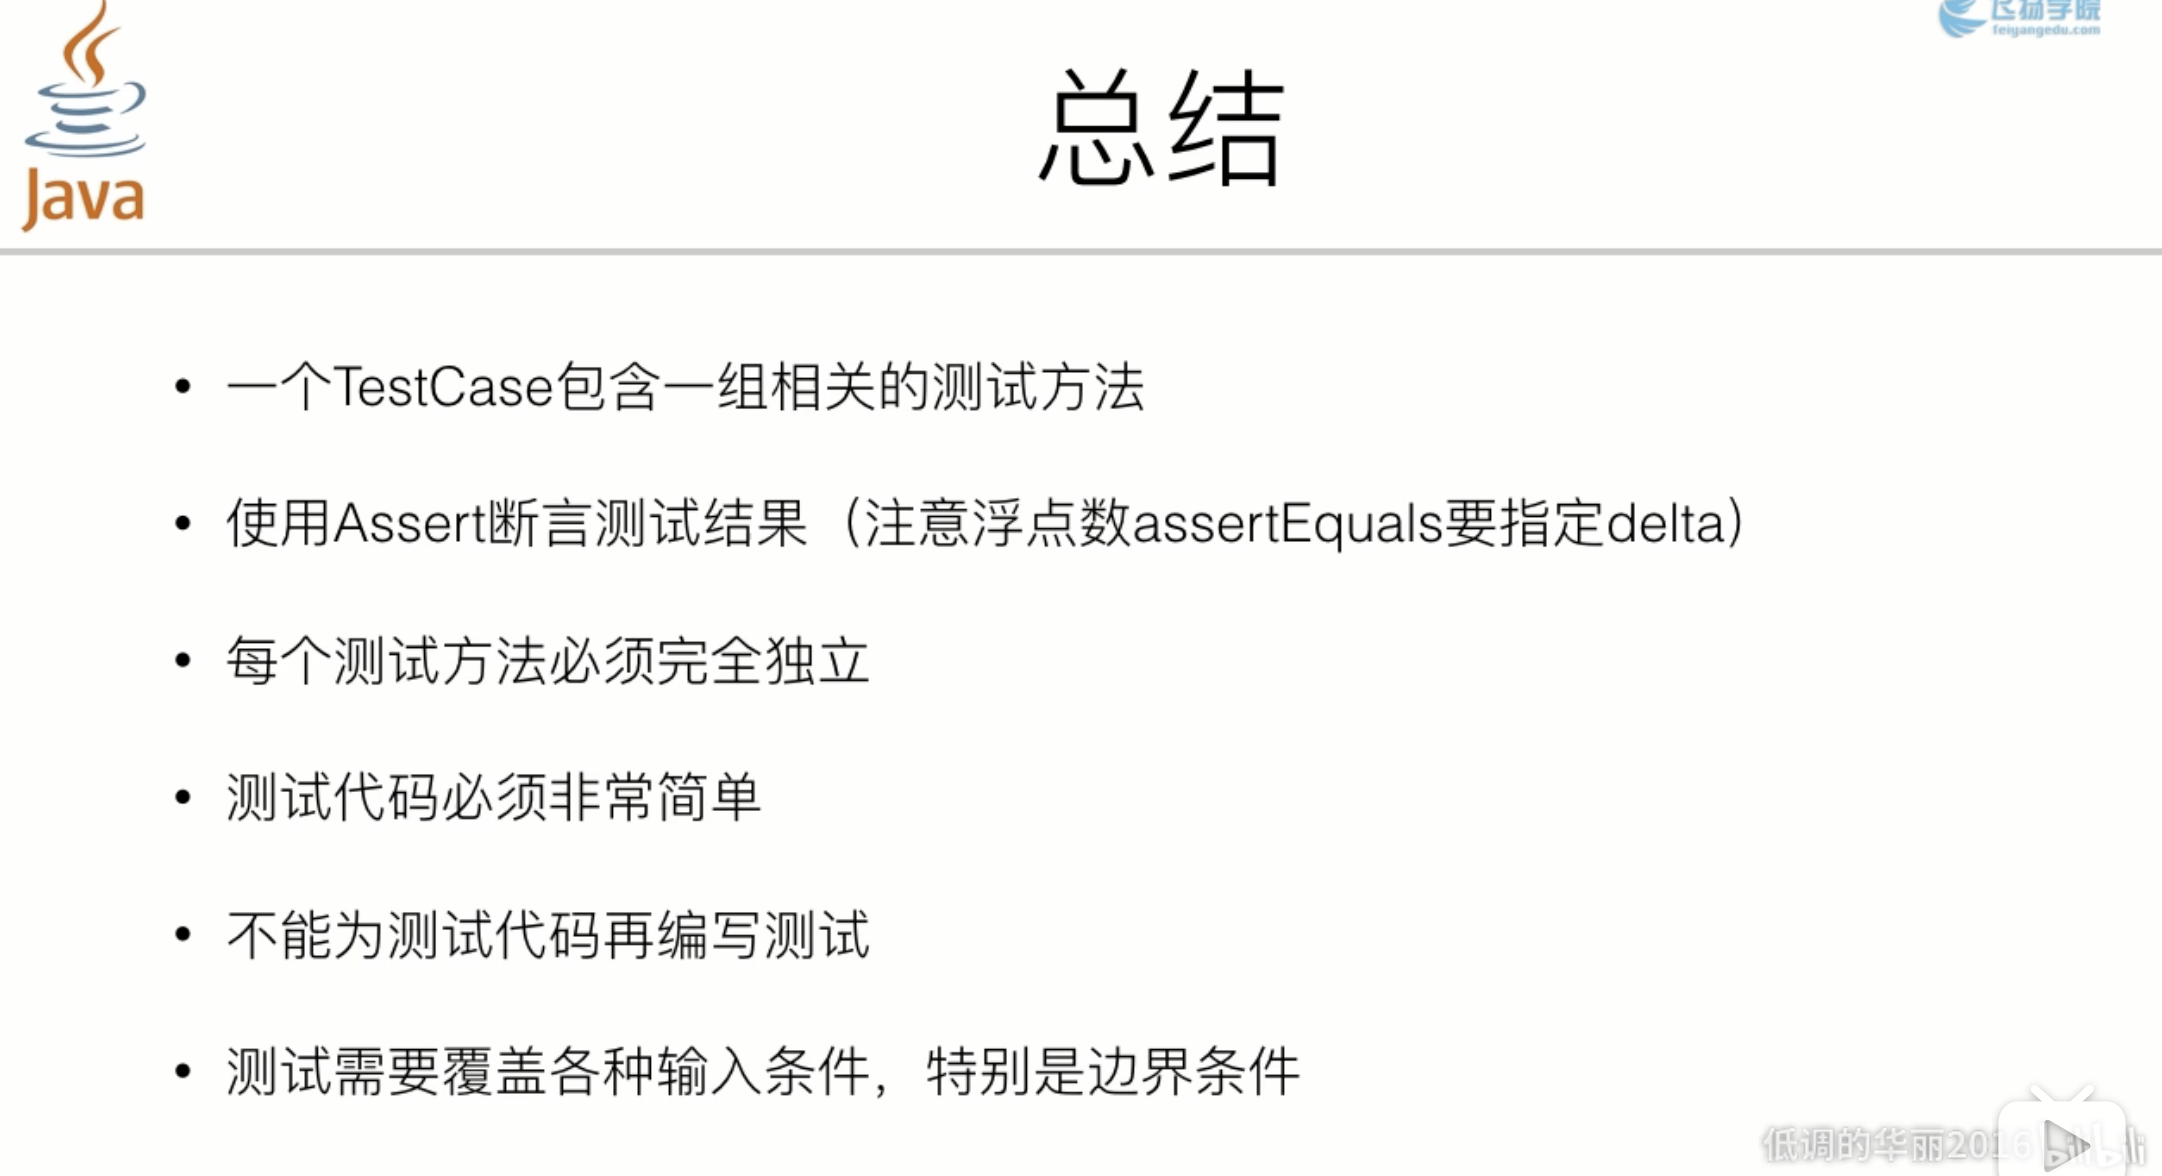 飞扬学院
feiyangedu.com
Java
总结
• 一个TestCase包含一组相关的测试方法
• 使用Assert断言测试结果（注意浮点数assertEquals要指定delta）
• 每个测试方法必须完全独立
• 测试代码必须非常简单
• 不能为测试代码再编写测试
• 测试需要覆盖各种输入条件，特别是边界条件
低调的华丽2016